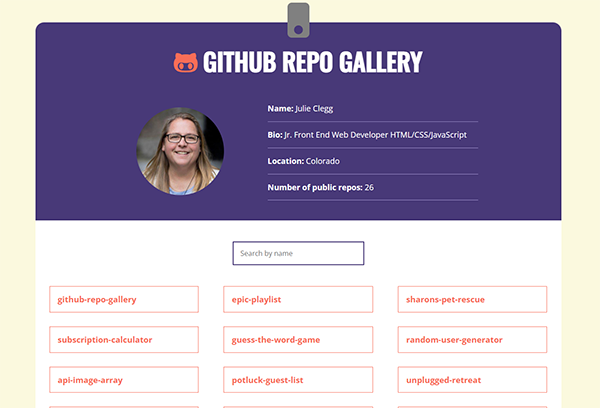 GITHUB REPO GALLERY
Name: Julie Clegg
Bio: Jr. Front End Web Developer HTML/CSS/JavaScript
Location: Colorado
Number of public repos: 26
Search by name
github-repo-gallery
epic-playlist
sharons-pet-rescue
subscription-calculator
guess-the-word-game
random-user-generator
api-image-array
potluck-guest-list
unplugged-retreat